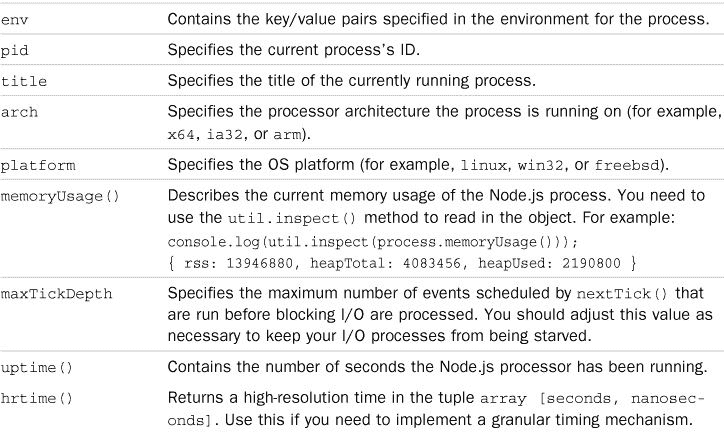 env Contains the key/value pairs specified in the environment for the process.
pid Specifies the current process's ID.
title Specifies the title of the currently running process.
arch Specifies the processor architecture the process is running on (for example,
x64, ia32, or arm).
platform Specifies the OS platform (for example, linux, win32, or freebsd).
memoryUsage() Describes the current memory usage of the Node.js process. You need to
use the util.inspect() method to read in the object. For example:
console.log(util.inspect(process.memoryUsage()));
{ rss: 13946880, heapTotal: 4083456, heapUsed: 2190800 }
maxTickDepth Specifies the maximum number of events scheduled by nextTick() that
are run before blocking I/O are processed. You should adjust this value as
necessary to keep your I/O processes from being starved.
uptime() Contains the number of seconds the Node.js processor has been running.
hrtime() Returns a high-resolution time in the tuple array [seconds, nanosec-
onds]. Use this if you need to implement a granular timing mechanism.